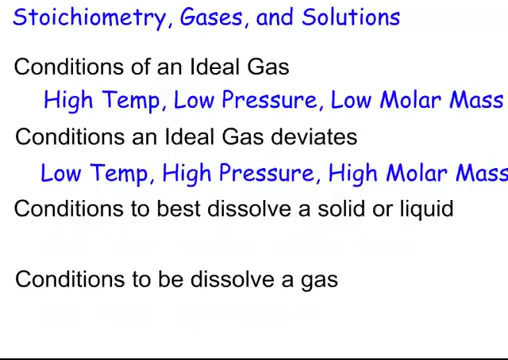 Stoichiometry, Gases, and Solutions
Conditions of an Ideal Gas
High Temp, Low Pressure, Low Molar Mass
Conditions an Ideal Gas deviates
Low Temp, High Pressure, High Molar Mass
Conditions to best dissolve a solid or liquid
Conditions to be dissolve a gas